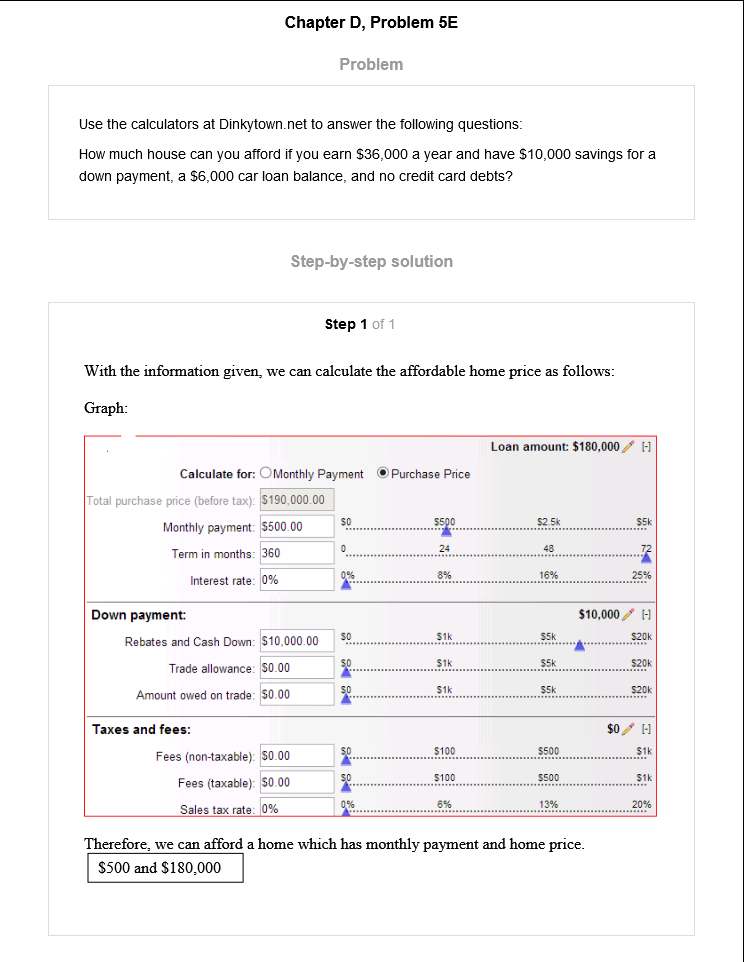 Chapter D, Problem 5E
Problem
Use the calculators at Dinkytown.net to answer the following questions:
How much house can you afford if you earn $36,000 a year and have $10,000 savings for a
down payment, a $6,000 car loan balance, and no credit card debts?
Step-by-step solution
Step 1 of 1
With the information given, we can calculate the affordable home price as follows:
Graph:
Loan amount: $180,000 [-]
Calculate for: Monthly Payment Purchase Price
Total purchase price (before tax): $190,000.00
Monthly payment: $500.00 $0 $500 $2.5k $5k
Term in months: 360 0 24 48 72
Interest rate: 0% 0% 8% 16% 25%
Down payment: $10,000 [-]
Rebates and Cash Down: $10,000.00 $0 $1k $5k $20k
Trade allowance: $0.00 $0 $1k $5k $20k
Amount owed on trade: $0.00 $0 $1k $5k $20k
Taxes and fees: $0 [-]
Fees (non-taxable): $0.00 $0 $100 $500 $1k
Fees (taxable): $0.00 $0 $100 $500 $1k
Sales tax rate: 0% 0% 6% 13% 20%
Therefore, we can afford a home which has monthly payment and home price.
$500 and $180,000